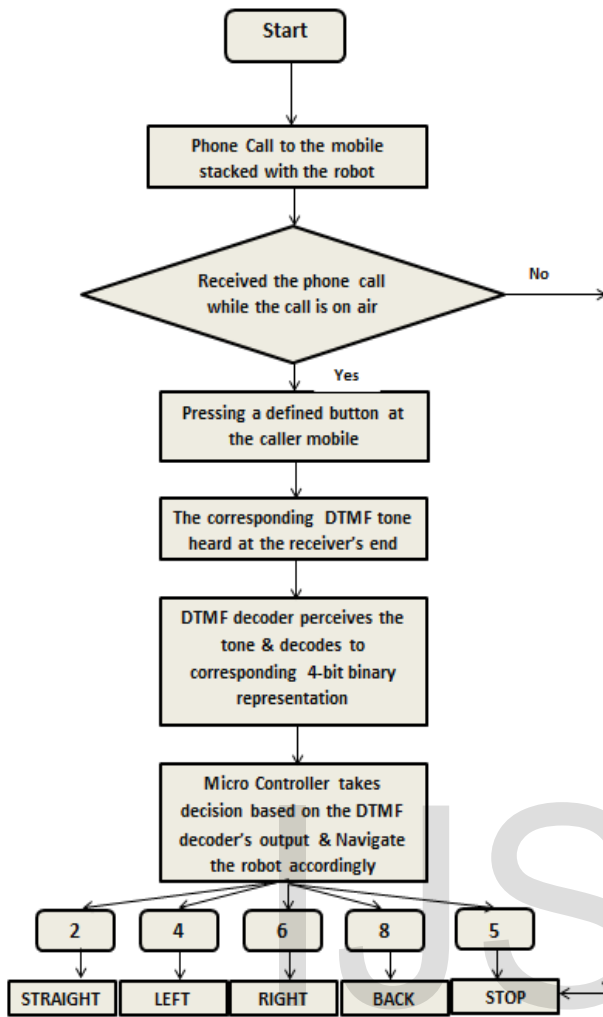 Start
Phone Call to the mobile
stacked with the robot
Received the phone call
while the call is on air
No
Yes
Pressing a defined button at
the caller mobile
The corresponding DTMF tone
heard at the receiver's end
DTMF decoder perceives the
tone & decodes to
corresponding 4-bit binary
representation
Micro Controller takes
decision based on the DTMF
decoder's output & Navigate
the robot accordingly
2 4 6 8 5
STRAIGHT LEFT RIGHT BACK STOP
IJS